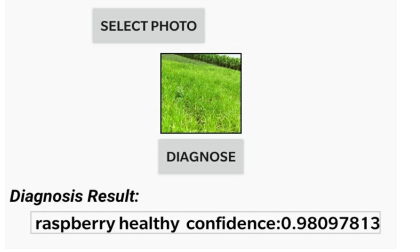 SELECT PHOTO
DIAGNOSE
Diagnosis Result:
raspberry healthy confidence:0.98097813